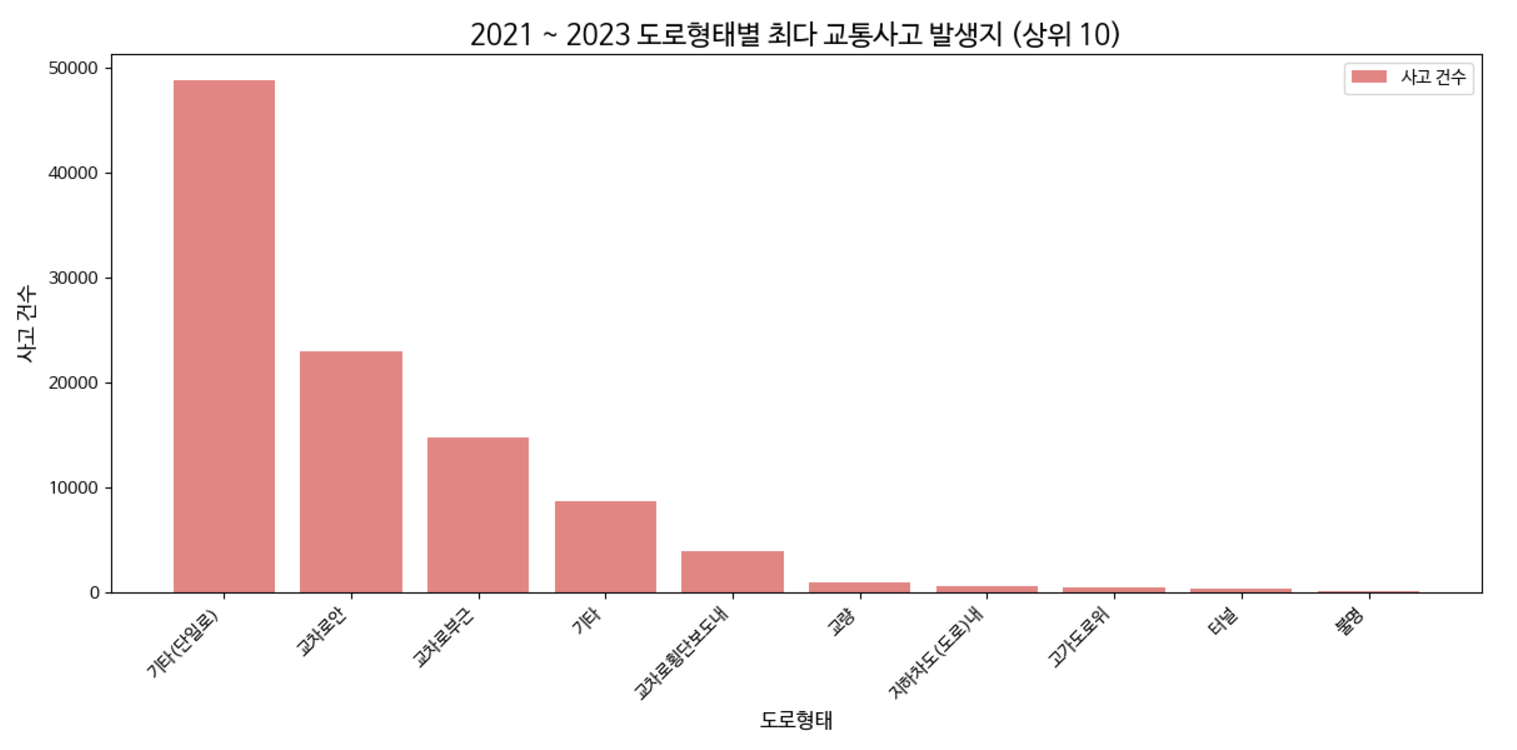 2021 ~ 2023 도로형태별 최다 교통사고 발생지 (상위 10)
사고 건수
50000
40000
30000
20000
10000
0
사고 건수
기타(단일로)
교차로안
교차로부근
기타
교차로횡단보도내
교량
지하차도(도로)내
고가도로위
터널
불명
도로형태